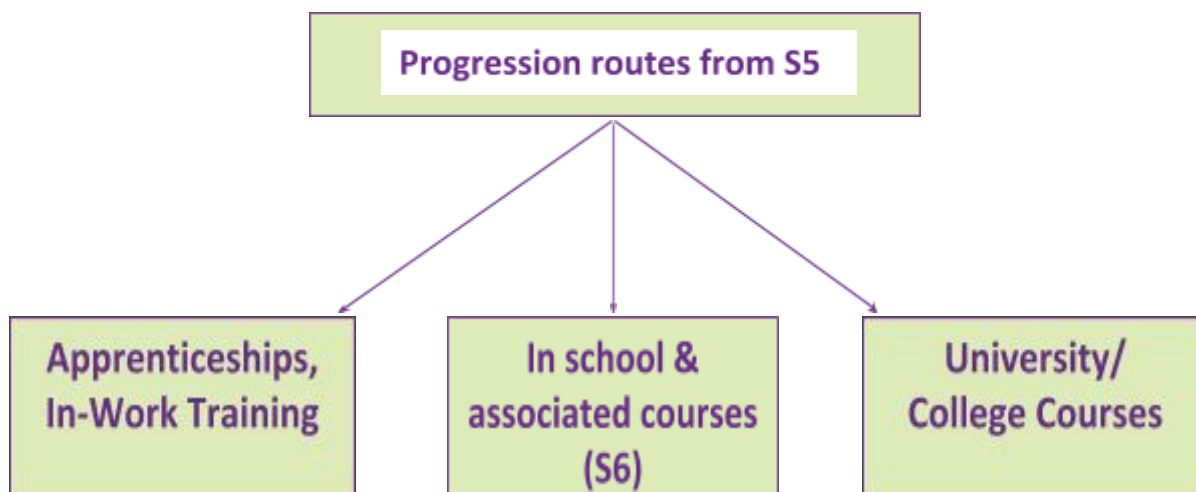 Progression routes from S5
Apprenticeships,
In-Work Training
In school &
associated courses
(S6)
University/
College Courses